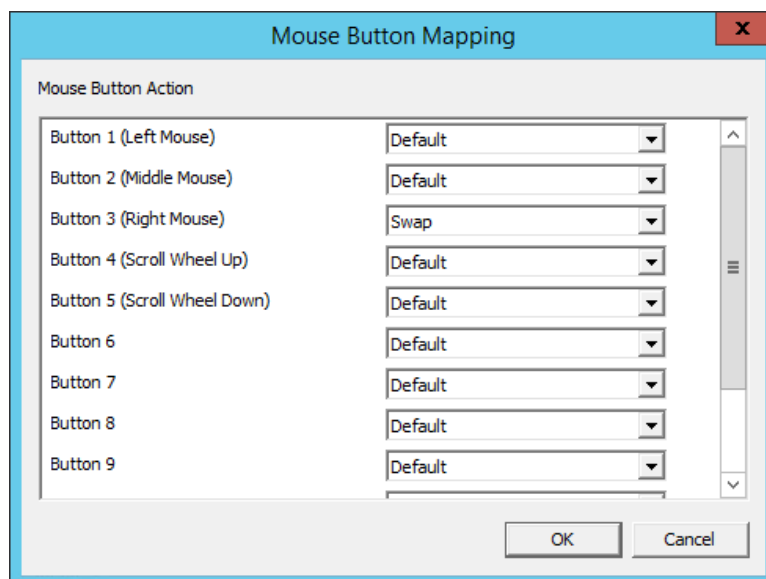 Mouse Button Mapping
x
Mouse Button Action
Button 1 (Left Mouse) Default
Button 2 (Middle Mouse) Default
Button 3 (Right Mouse) Swap
Button 4 (Scroll Wheel Up) Default
Button 5 (Scroll Wheel Down) Default
Button 6 Default
Button 7 Default
Button 8 Default
Button 9 Default
OK Cancel